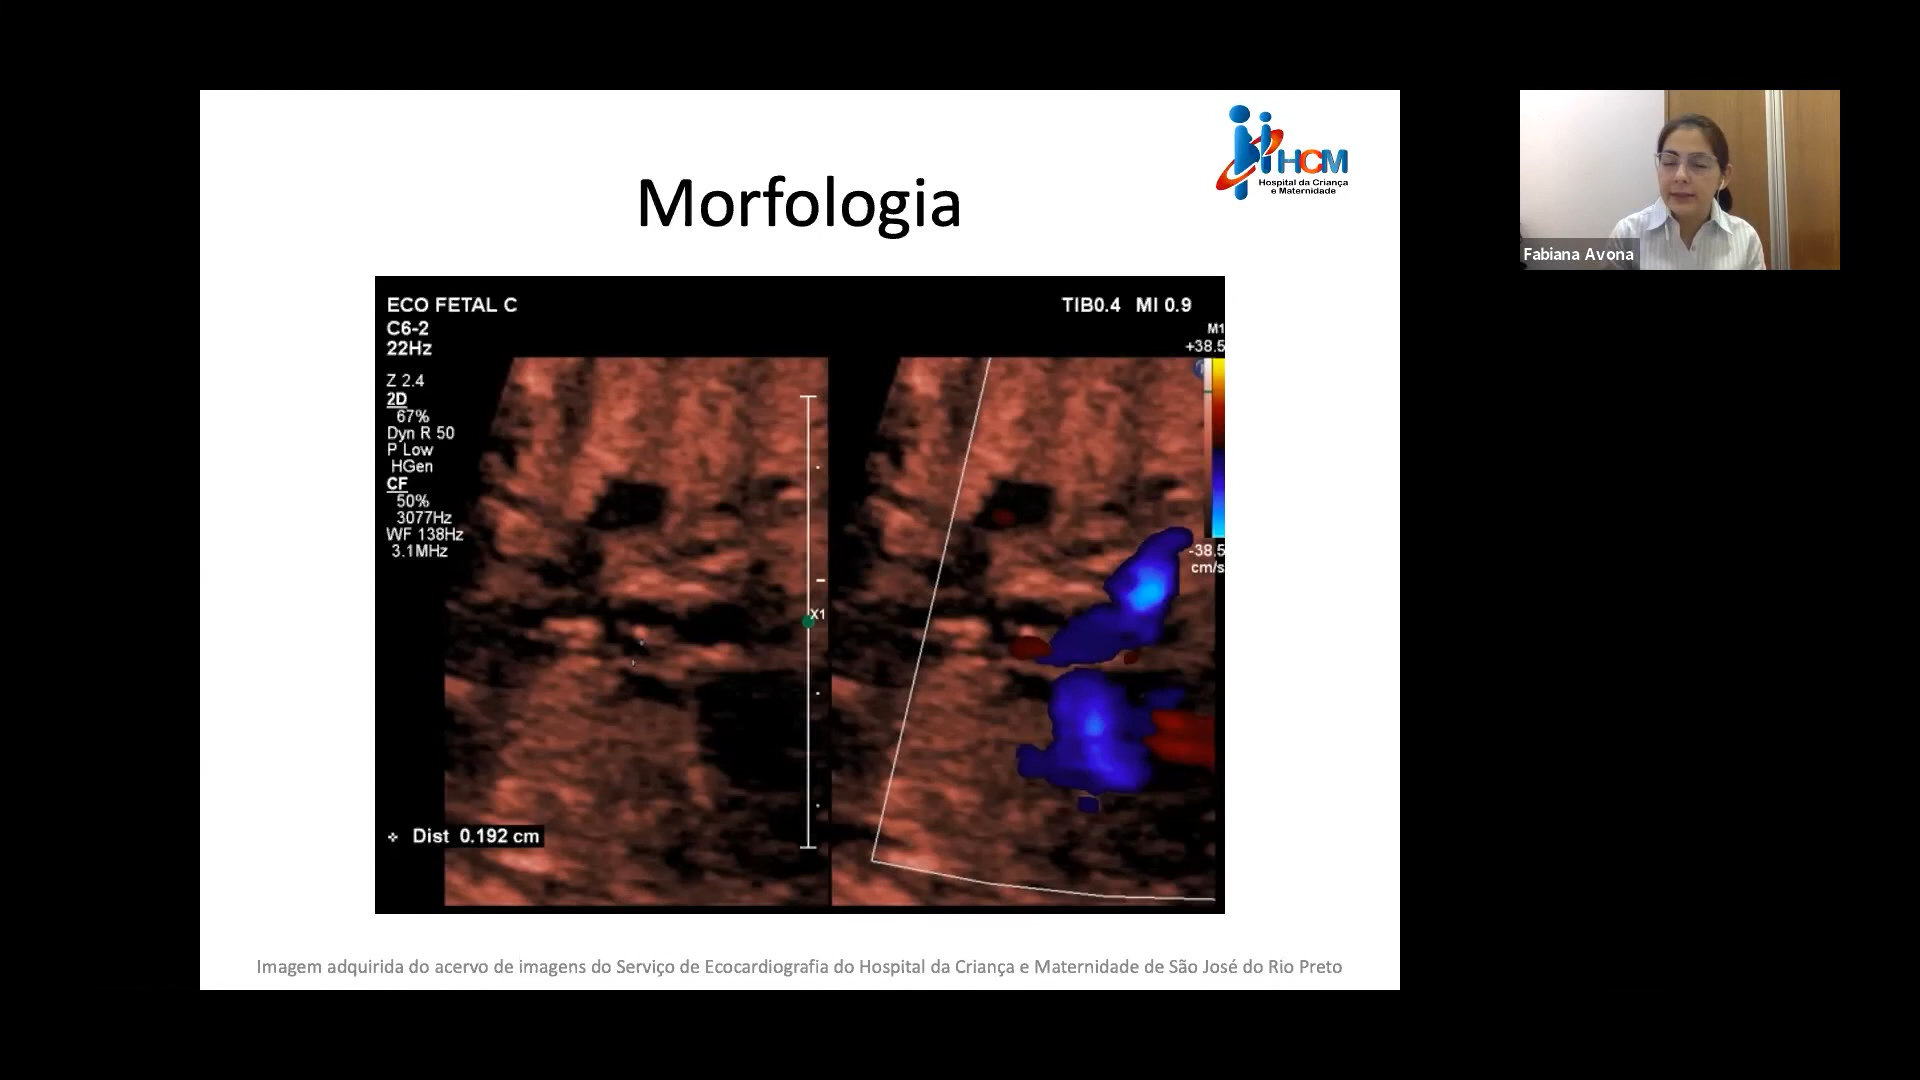 HCM
Hospital da Criança
e Maternidade
Morfologia
ECO FETAL C
C6-2
22Hz
Z 2.4
2D
67%
Dyn R 50
P Low
HGen
CF
50%
3077Hz
WF 138Hz
3.1MHz
TIB0.4 MI 0.9
M1
+38.5
-38.5
cm/s
X1
Dist 0.192 cm
Imagem adquirida do acervo de imagens do Serviço de Ecocardiografia do Hospital da Criança e Maternidade de São José do Rio Preto
Fabiana Avona